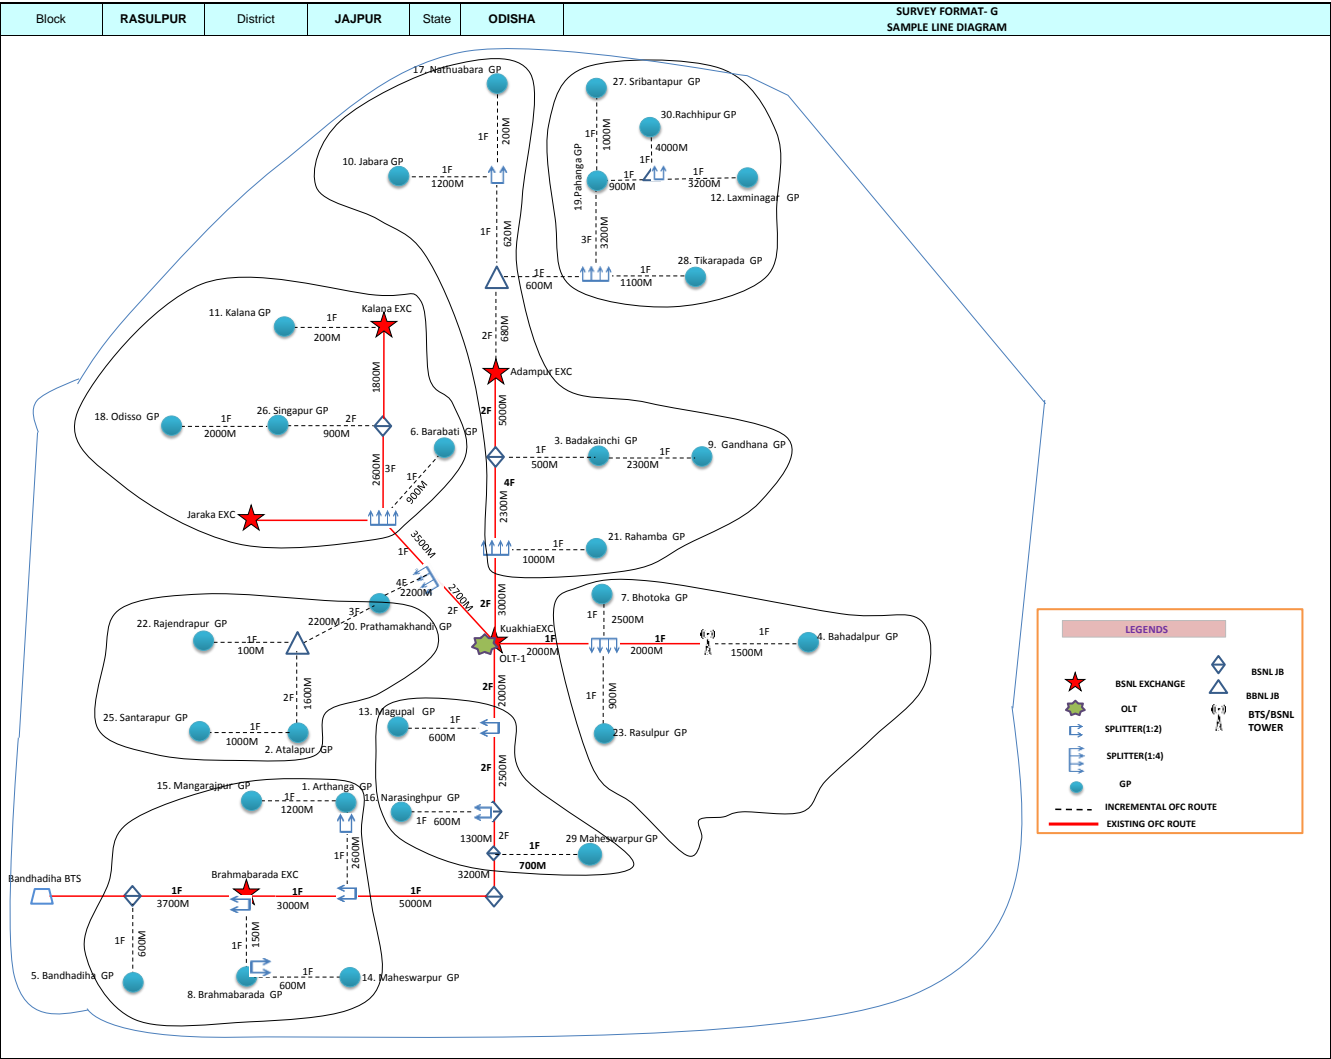 Block RASULPUR District JAJPUR State ODISHA
SURVEY FORMAT- G
SAMPLE LINE DIAGRAM
17. Nathuabara GP
1F
200M
10. Jabara GP
1F
1200M
1F
620M
27. Sribantapur GP
1F
1000M
30.Rachhipur GP
4000M
1F
19.Pahanga GP
1F
900M
1F
3200M
12. Laxminagar GP
3F
3200M
28. Tikarapada GP
1F
600M
1F
1100M
2F
680M
Adampur EXC
11. Kalana GP
1F
200M
Kalana EXC
1800M
18. Odisso GP
1F
2000M
26. Singapur GP
2F
900M
6. Barabati GP
2600M
3F
1F
900M
Jaraka EXC
2F
5000M
3. Badakainchi GP
1F
500M
1F
2300M
9. Gandhana GP
4F
2300M
21. Rahamba GP
1F
1000M
3500M
1F
4F
2200M
2700M
2F
2F
3000M
3F
2200M
20. Prathamakhandi GP
22. Rajendrapur GP
1F
100M
2F
1600M
25. Santarapur GP
1F
1000M
2. Atalapur GP
KuakhiaEXC
OLT-1
1F
2000M
7. Bhotoka GP
1F
2500M
1F
2000M
1F
1500M
4. Bahadalpur GP
1F
900M
23. Rasulpur GP
2F
2000M
13. Magupal GP
1F
600M
2F
2500M
16. Narasinghpur GP
1F
600M
1300M
2F
1F
700M
29 Maheswarpur GP
3200M
15. Mangarajpur GP
1F
1200M
1. Arthanga GP
1F
2600M
Bandhadiha BTS
Brahmabarada EXC
1F
3700M
1F
3000M
1F
5000M
1F
600M
5. Bandhadiha GP
1F
150M
8. Brahmabarada GP
1F
600M
14. Maheswarpur GP
LEGENDS
BSNL EXCHANGE
BSNL JB
OLT
BBNL JB
SPLITTER(1:2)
BTS/BSNL
TOWER
SPLITTER(1:4)
GP
INCREMENTAL OFC ROUTE
EXISTING OFC ROUTE